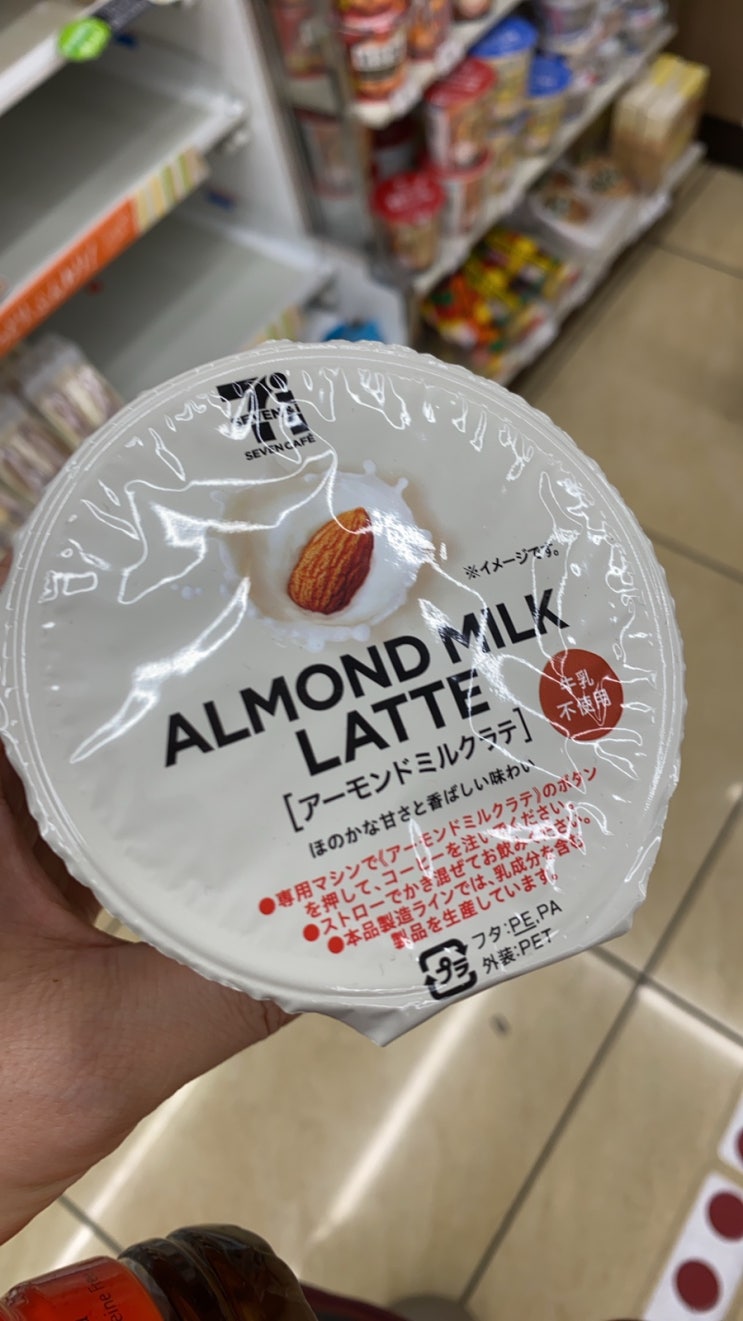 SEVEN CAFÉ
※イメージです。
ALMOND MILK
LATTE
牛乳
不使用
[アーモンドミルクラテ]
ほのかな甘さと香ばしい味わい
●専用マシンで《アーモンドミルクラテ》のボタン
を押して、コーヒーを注いでください。
●ストローでかき混ぜてお飲みください。
●本品製造ラインでは、乳成分を含む
製品を生産しています。
プラ
フタ:PE,PA
外装:PET